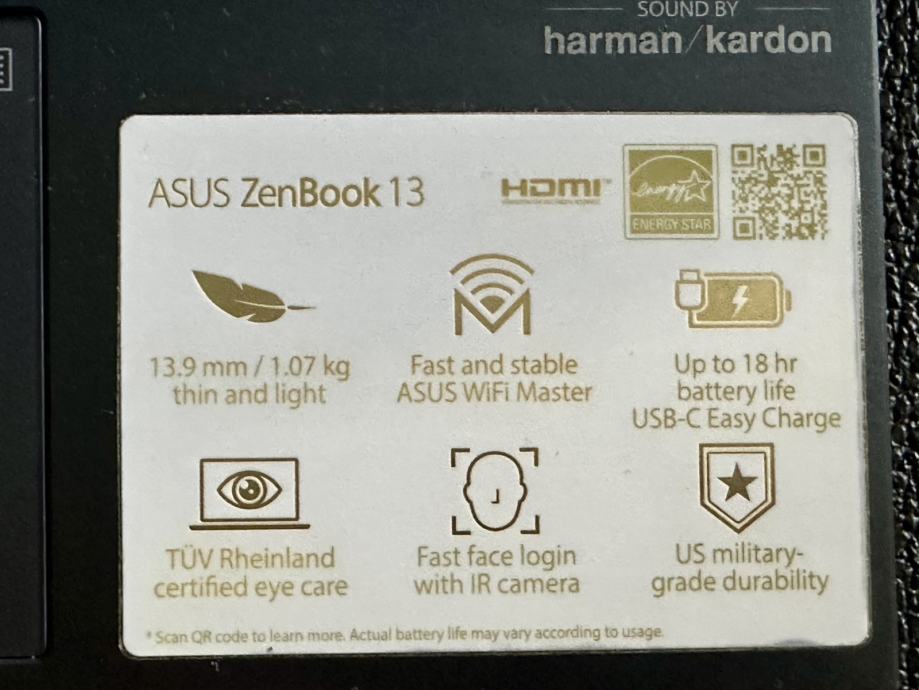 SOUND BY
harman/kardon
ASUS ZenBook 13
HDMI
energy
ENERGY STAR
13.9 mm / 1.07 kg
thin and light
Fast and stable
ASUS WiFi Master
Up to 18 hr
battery life
USB-C Easy Charge
TÜV Rheinland
certified eye care
Fast face login
with IR camera
US military-
grade durability
* Scan QR code to learn more. Actual battery life may vary according to usage.